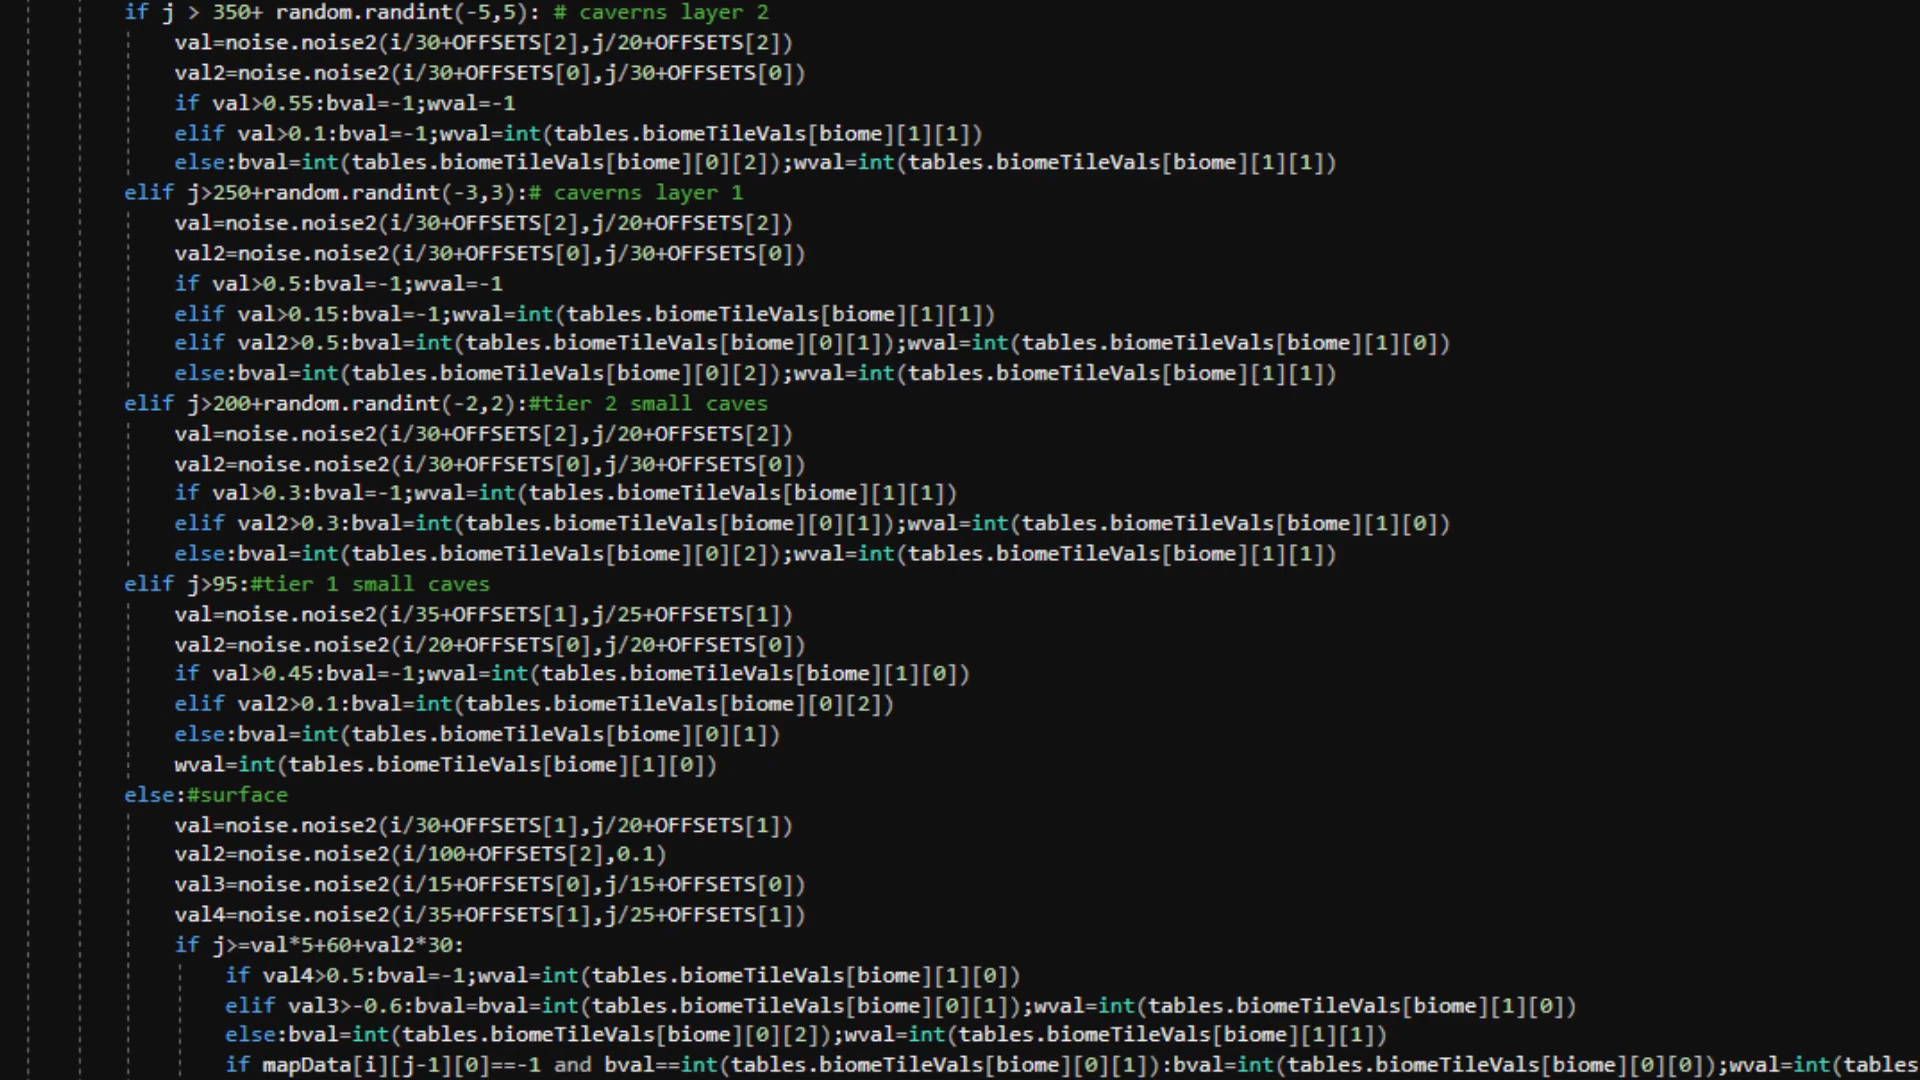 if j > 350+ random.randint(-5,5): # caverns layer 2
val=noise.noise2(i/30+OFFSETS[2],j/20+OFFSETS[2])
val2=noise.noise2(i/30+OFFSETS[0],j/30+OFFSETS[0])
if val>0.55:bval=-1;wval=-1
elif val>0.1:bval=-1;wval=int(tables.biomeTileVals[biome][1][1])
else:bval=int(tables.biomeTileVals[biome][0][2]);wval=int(tables.biomeTileVals[biome][1][1])
elif j>250+random.randint(-3,3):# caverns layer 1
val=noise.noise2(i/30+OFFSETS[2],j/20+OFFSETS[2])
val2=noise.noise2(i/30+OFFSETS[0],j/30+OFFSETS[0])
if val>0.5:bval=-1;wval=-1
elif val>0.15:bval=-1;wval=int(tables.biomeTileVals[biome][1][1])
elif val2>0.5:bval=int(tables.biomeTileVals[biome][0][1]);wval=int(tables.biomeTileVals[biome][1][0])
else:bval=int(tables.biomeTileVals[biome][0][2]);wval=int(tables.biomeTileVals[biome][1][1])
elif j>200+random.randint(-2,2):#tier 2 small caves
val=noise.noise2(i/30+OFFSETS[2],j/20+OFFSETS[2])
val2=noise.noise2(i/30+OFFSETS[0],j/30+OFFSETS[0])
if val>0.3:bval=-1;wval=int(tables.biomeTileVals[biome][1][1])
elif val2>0.3:bval=int(tables.biomeTileVals[biome][0][1]);wval=int(tables.biomeTileVals[biome][1][0])
else:bval=int(tables.biomeTileVals[biome][0][2]);wval=int(tables.biomeTileVals[biome][1][1])
elif j>95:#tier 1 small caves
val=noise.noise2(i/35+OFFSETS[1],j/25+OFFSETS[1])
val2=noise.noise2(i/20+OFFSETS[0],j/20+OFFSETS[0])
if val>0.45:bval=-1;wval=int(tables.biomeTileVals[biome][1][0])
elif val2>0.1:bval=int(tables.biomeTileVals[biome][0][2])
else:bval=int(tables.biomeTileVals[biome][0][1])
wval=int(tables.biomeTileVals[biome][1][0])
else:#surface
val=noise.noise2(i/30+OFFSETS[1],j/20+OFFSETS[1])
val2=noise.noise2(i/100+OFFSETS[2],0.1)
val3=noise.noise2(i/15+OFFSETS[0],j/15+OFFSETS[0])
val4=noise.noise2(i/35+OFFSETS[1],j/25+OFFSETS[1])
if j>=val*5+60+val2*30:
if val4>0.5:bval=-1;wval=int(tables.biomeTileVals[biome][1][0])
elif val3>-0.6:bval=bval=int(tables.biomeTileVals[biome][0][1]);wval=int(tables.biomeTileVals[biome][1][0])
else:bval=int(tables.biomeTileVals[biome][0][2]);wval=int(tables.biomeTileVals[biome][1][1])
if mapData[i][j-1][0]==-1 and bval==int(tables.biomeTileVals[biome][0][1]):bval=int(tables.biomeTileVals[biome][0][0]);wval=int(tables